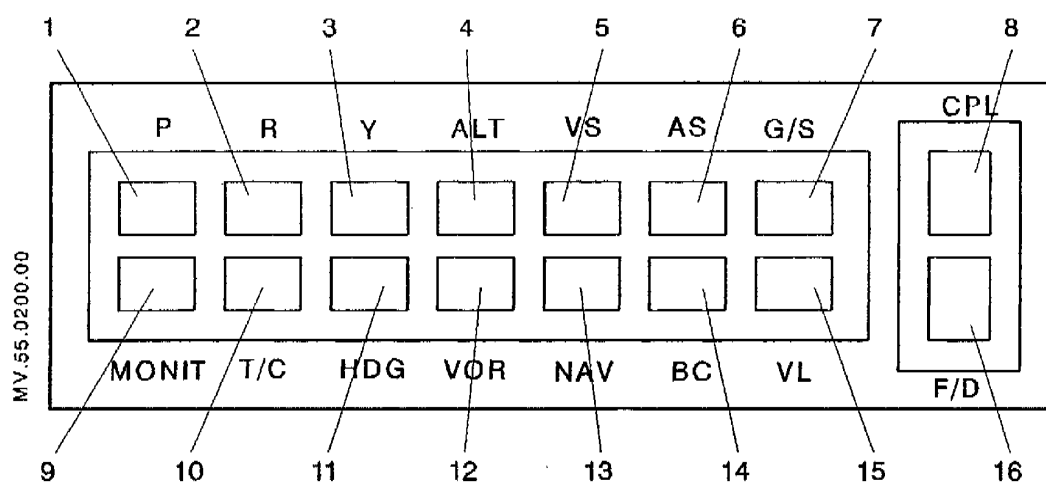 1 2 3 4 5 6 7 8
CPL
P R Y ALT VS AS G/S
MV.55.0200.00
MONIT T/C HDG VOR NAV BC VL
F/D
9 10 11 12 13 14 15 16